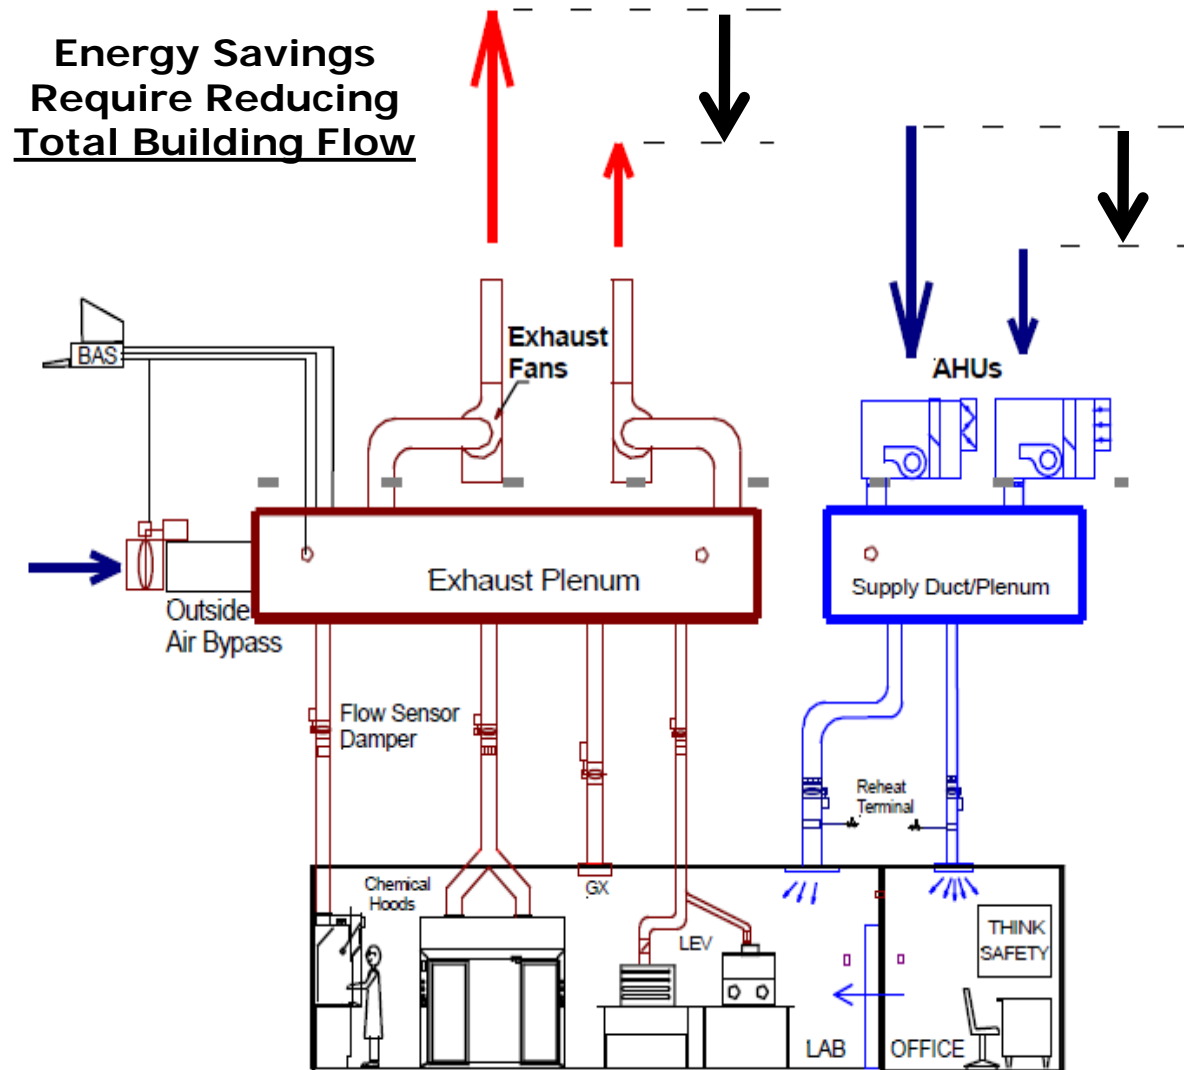 Energy Savings
Require Reducing
Total Building Flow
BAS
Exhaust
Fans
AHUs
Exhaust Plenum
Supply Duct/Plenum
Outside
Air Bypass
Flow Sensor
Damper
Reheat
Terminal
Chemical
Hoods
GX
LEV
THINK
SAFETY
LAB
OFFICE